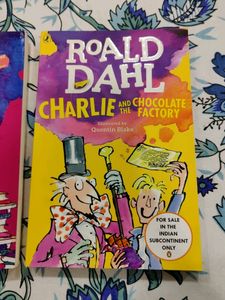 ROALD
DAHL
CHARLIE AND THE CHOCOLATE
FACTORY
Illustrated by
Quentin Blake
FOR SALE
IN THE
INDIAN
SUBCONTINENT
ONLY